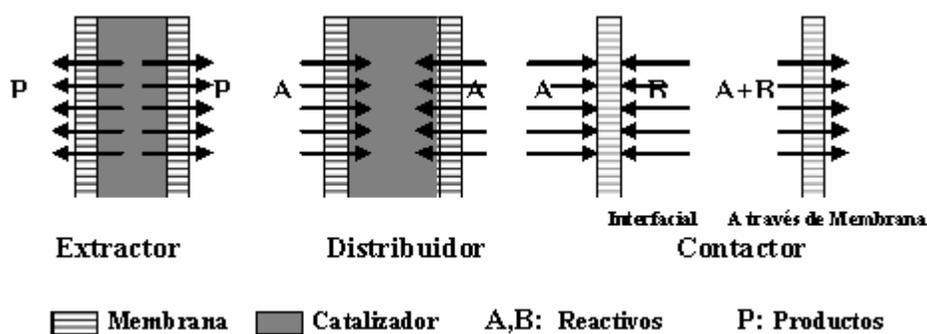 P P A A A B A+B
Interfacial A través de Membrana
Extractor Distribuidor Contactor
Membrana Catalizador A,B: Reactivos P: Productos